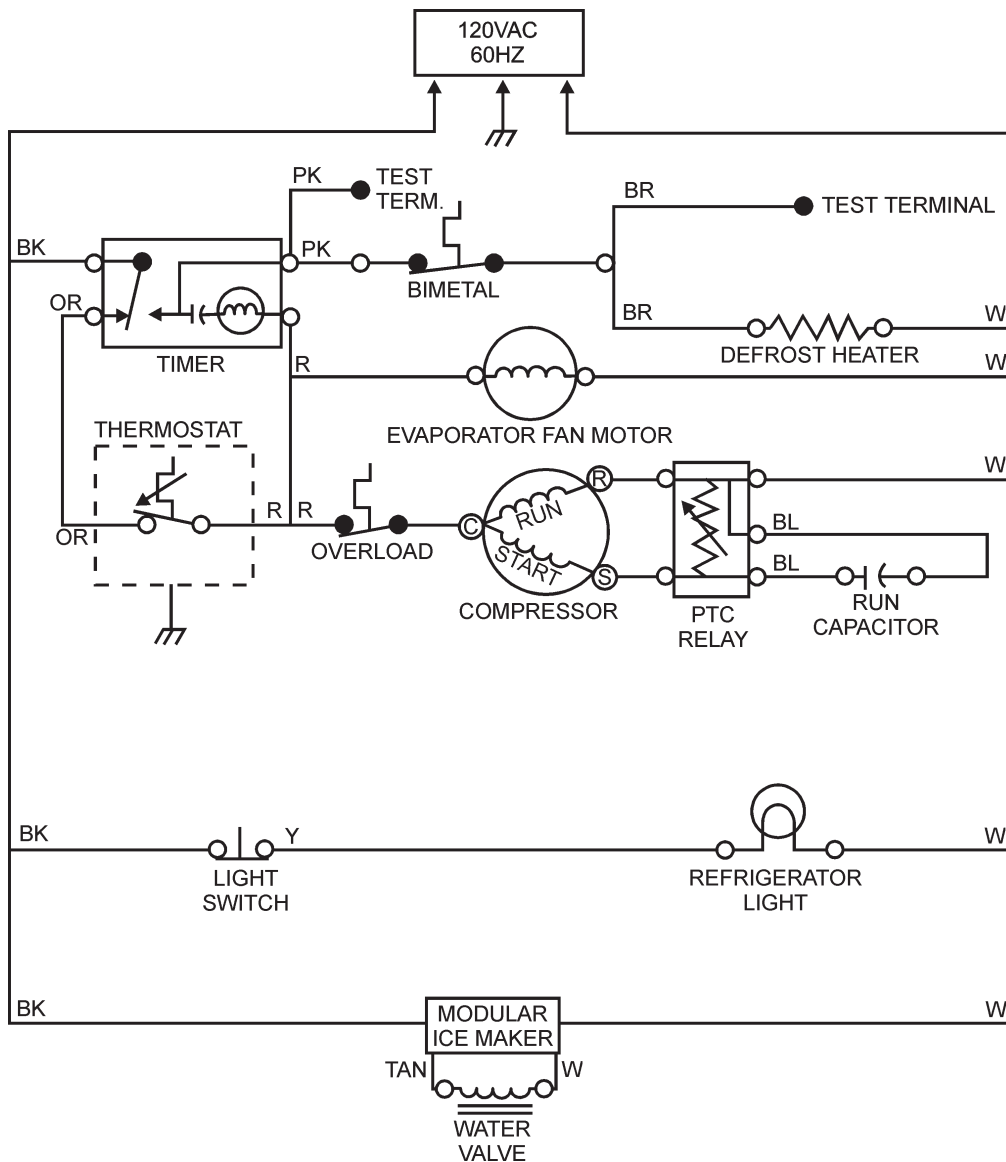 120VAC
60HZ
PK
TEST
TERM.
BR
TEST TERMINAL
BK
PK
BIMETAL
OR
TIMER
BR
DEFROST HEATER
W
R
W
EVAPORATOR FAN MOTOR
THERMOSTAT
OR
R R
OVERLOAD
C
RUN
START
R
S
COMPRESSOR
W
BL
BL
PTC
RELAY
RUN
CAPACITOR
BK
Y
LIGHT
SWITCH
REFRIGERATOR
LIGHT
W
BK
MODULAR
ICE MAKER
W
TAN
W
WATER
VALVE